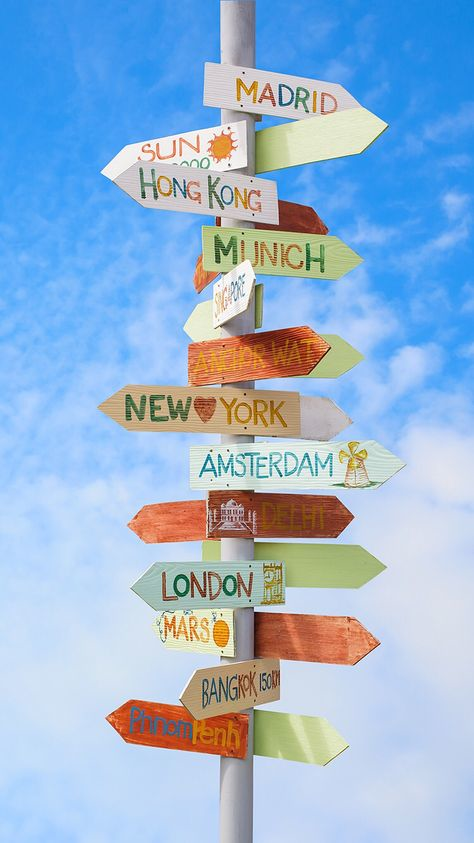 MADRID
SUN
HONG KONG
MUNICH
SINGAPORE
ANGKOR WAT
NEW YORK
AMSTERDAM
DELHI
LONDON
MARS
BANGKOK 150KM
Phnom Penh